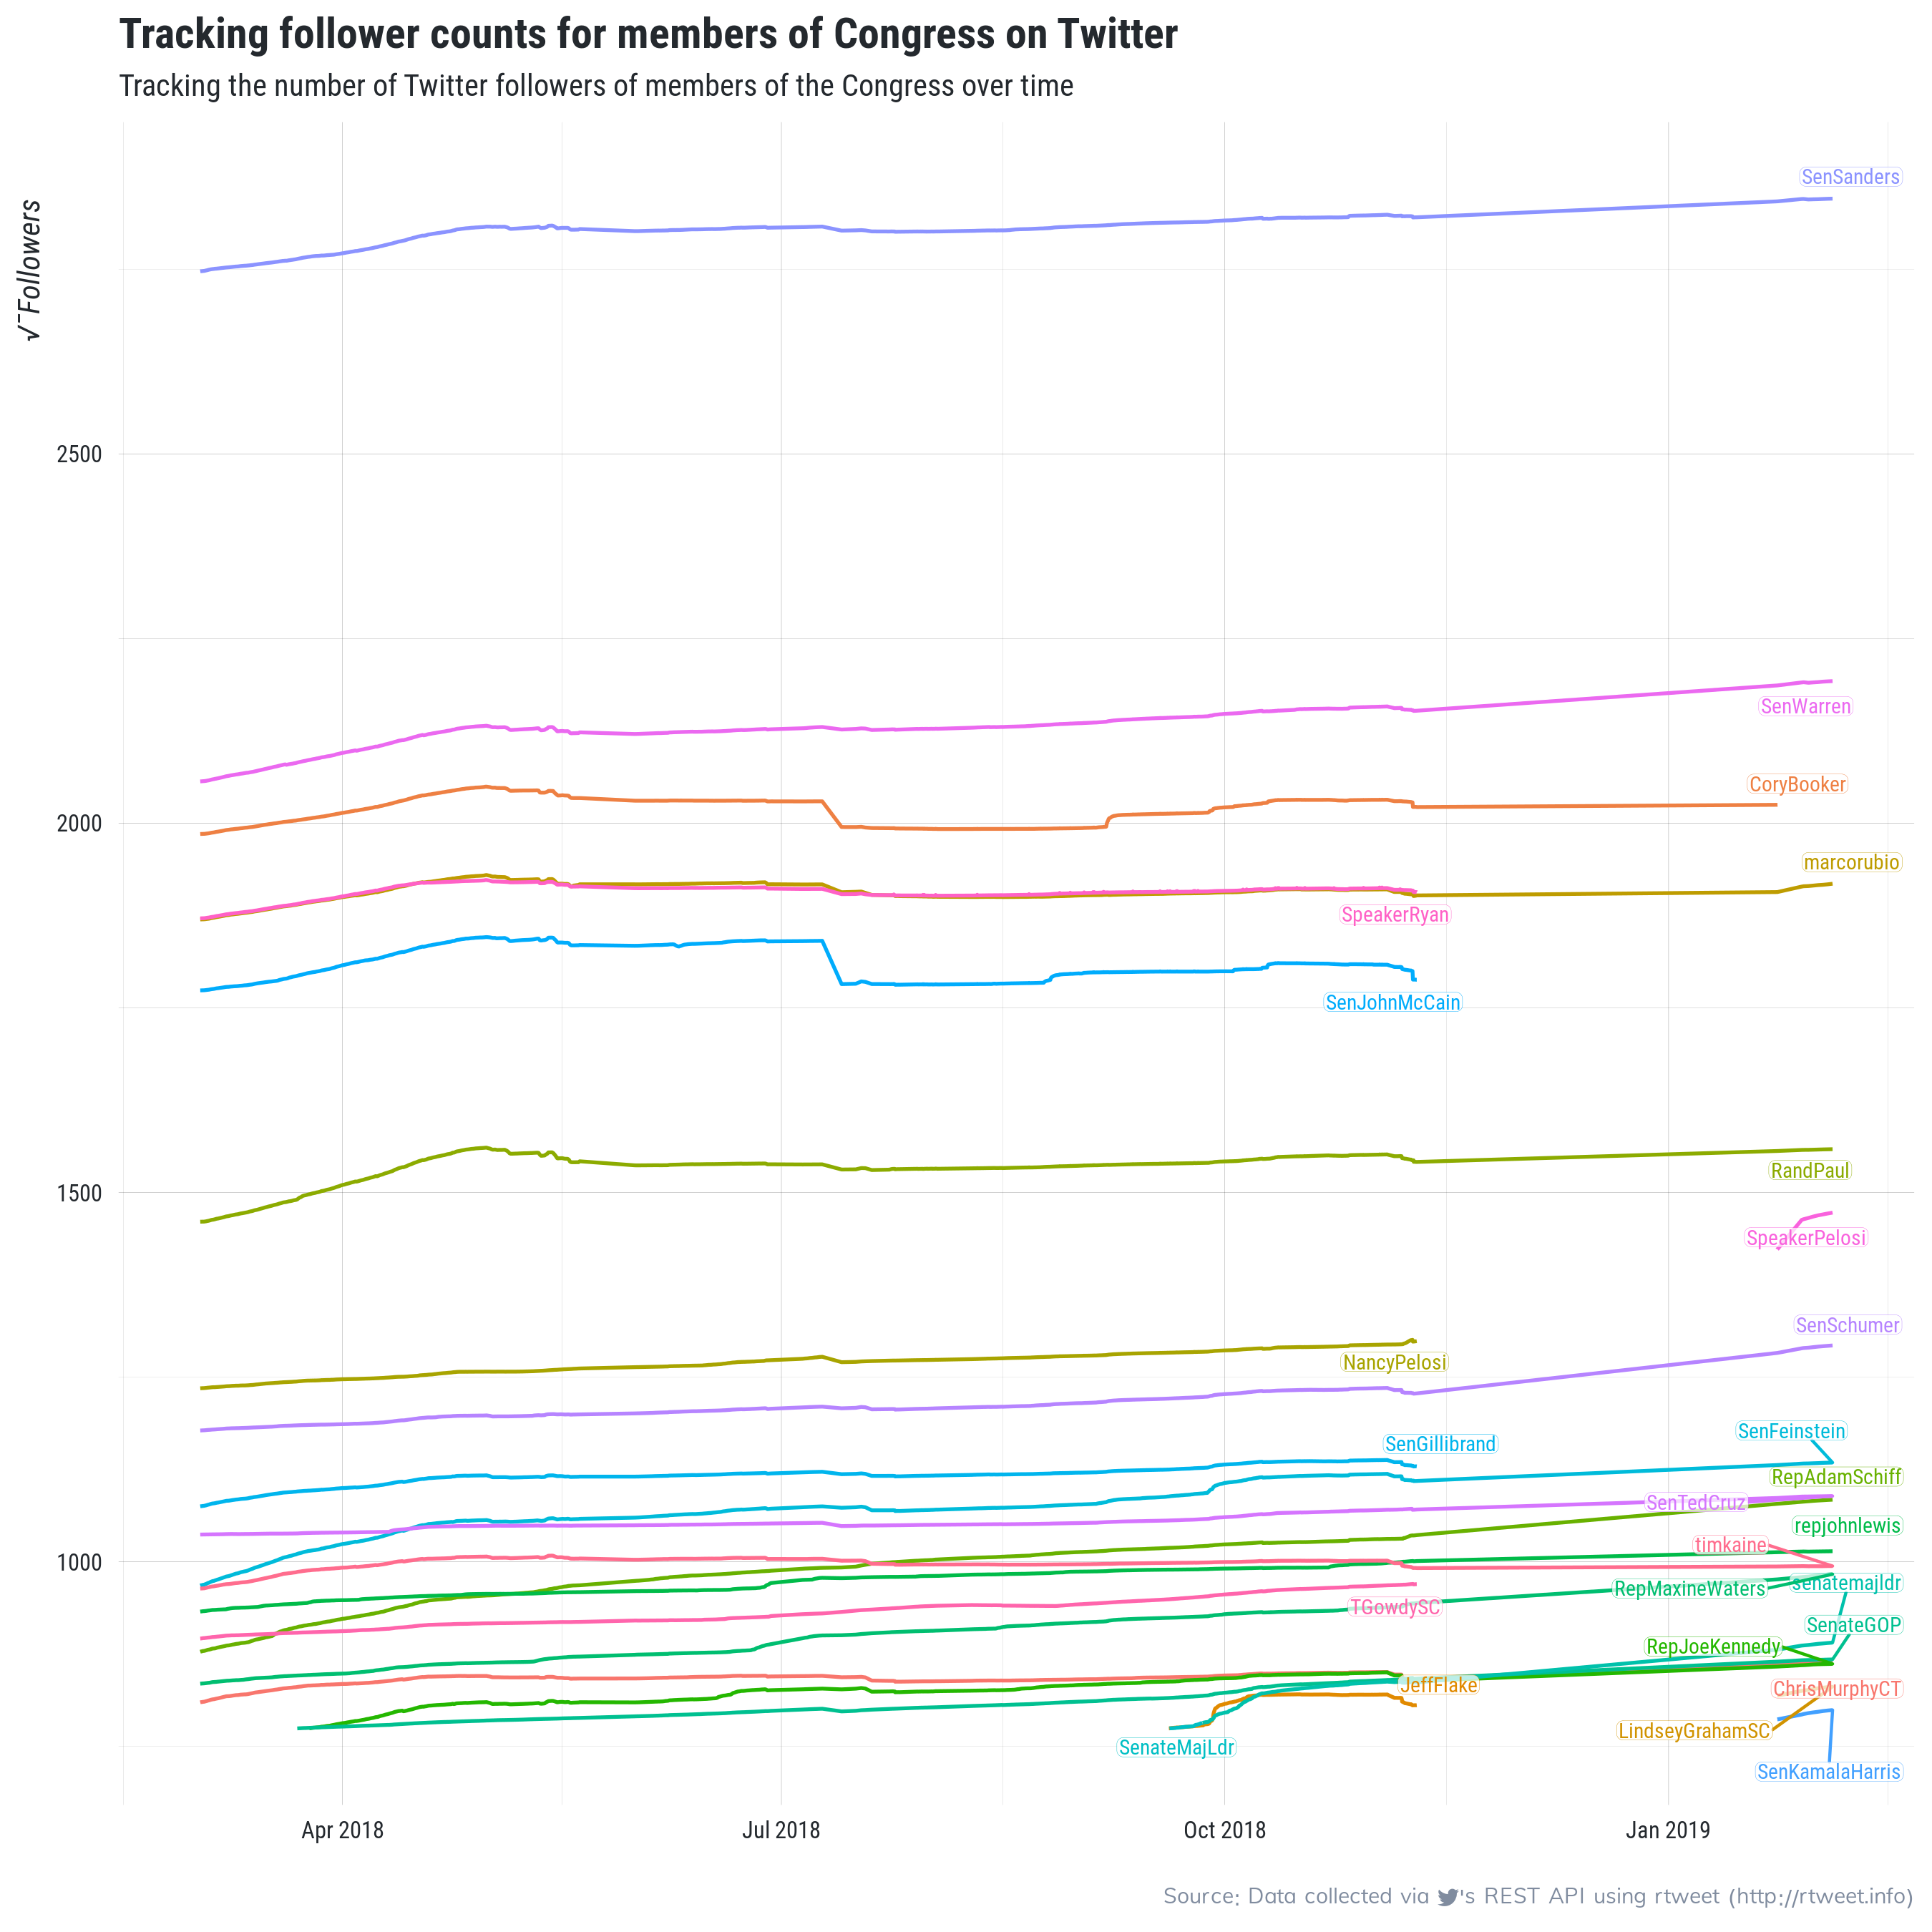 Tracking follower counts for members of Congress on Twitter
Tracking the number of Twitter followers of members of the Congress over time
√¯Followers
2500
2000
1500
1000
SenSanders
SenWarren
CoryBooker
marcorubio
SpeakerRyan
SenJohnMcCain
RandPaul
SpeakerPelosi
SenSchumer
NancyPelosi
SenFeinstein
SenGillibrand
RepAdamSchiff
SenTedCruz
repjohnlewis
timkaine
senatemajldr
RepMaxineWaters
TGowdySC
SenateGOP
RepJoeKennedy
JeffFlake
ChrisMurphyCT
LindseyGrahamSC
SenateMajLdr
SenKamalaHarris
Apr 2018
Jul 2018
Oct 2018
Jan 2019
Source: Data collected via 's REST API using rtweet (http://rtweet.info)